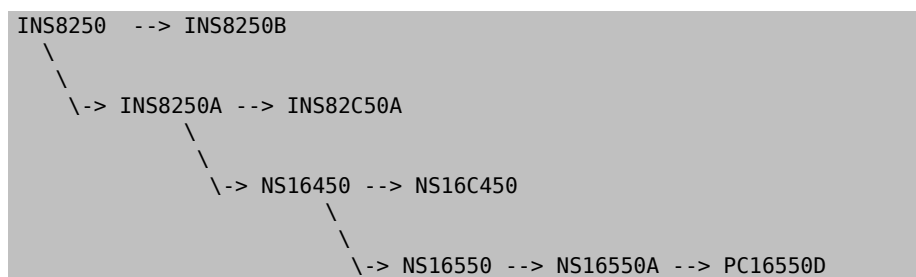 INS8250  --> INS8250B
  \
   \
    \-> INS8250A --> INS82C50A
             \
              \
               \-> NS16450 --> NS16C450
                        \
                         \
                          \-> NS16550 --> NS16550A --> PC16550D